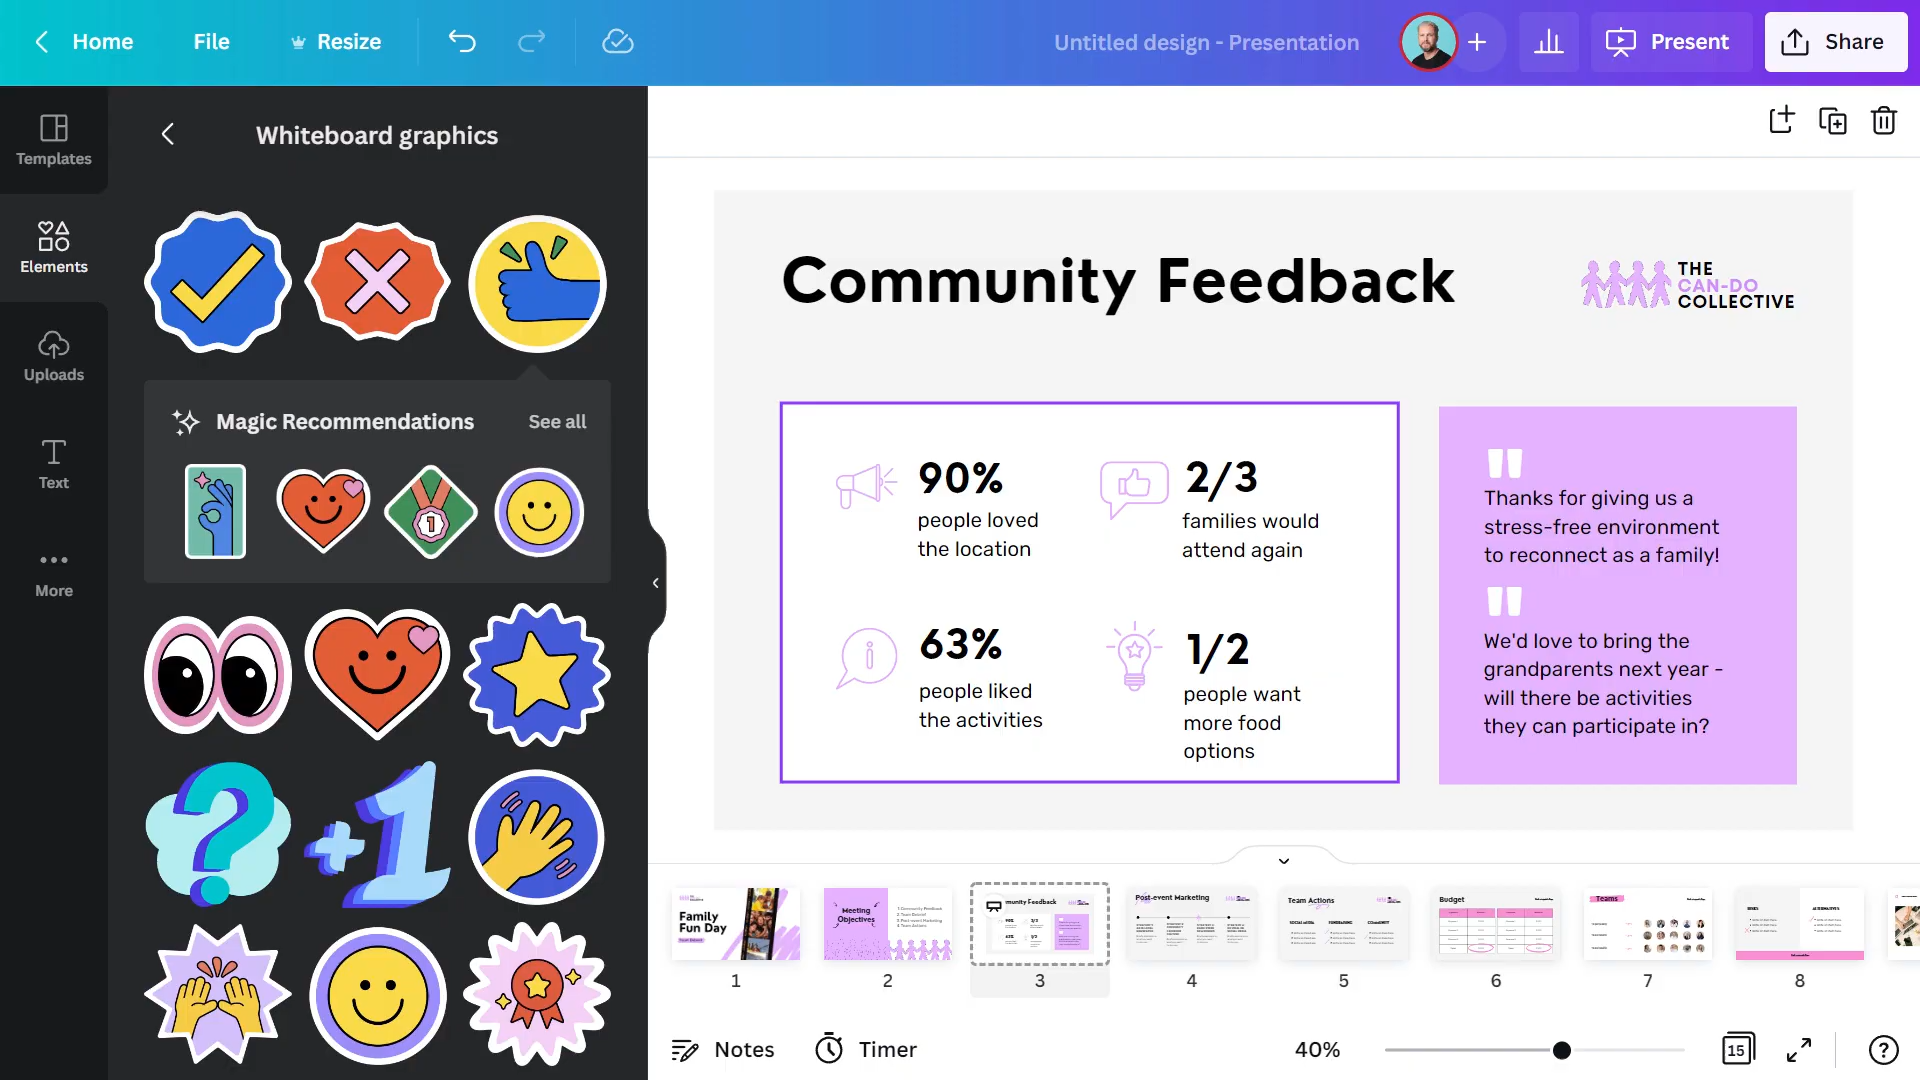 Home
File
Resize
Untitled design - Presentation
Present
Share
Templates
Elements
Uploads
Text
More
Whiteboard graphics
Magic Recommendations
See all
1
?
+1
Community Feedback
THE
CAN-DO
COLLECTIVE
90%
people loved
the location
2/3
families would
attend again
63%
people liked
the activities
1/2
people want
more food
options
Thanks for giving us a
stress-free environment
to reconnect as a family!
We'd love to bring the
grandparents next year -
will there be activities
they can participate in?
Family
Fun Day
1
Meeting
Objectives
2
Community Feedback
3
Post-event Marketing
4
Team Actions
5
Budget
6
Teams
7
8
Notes
Timer
40%
15
?